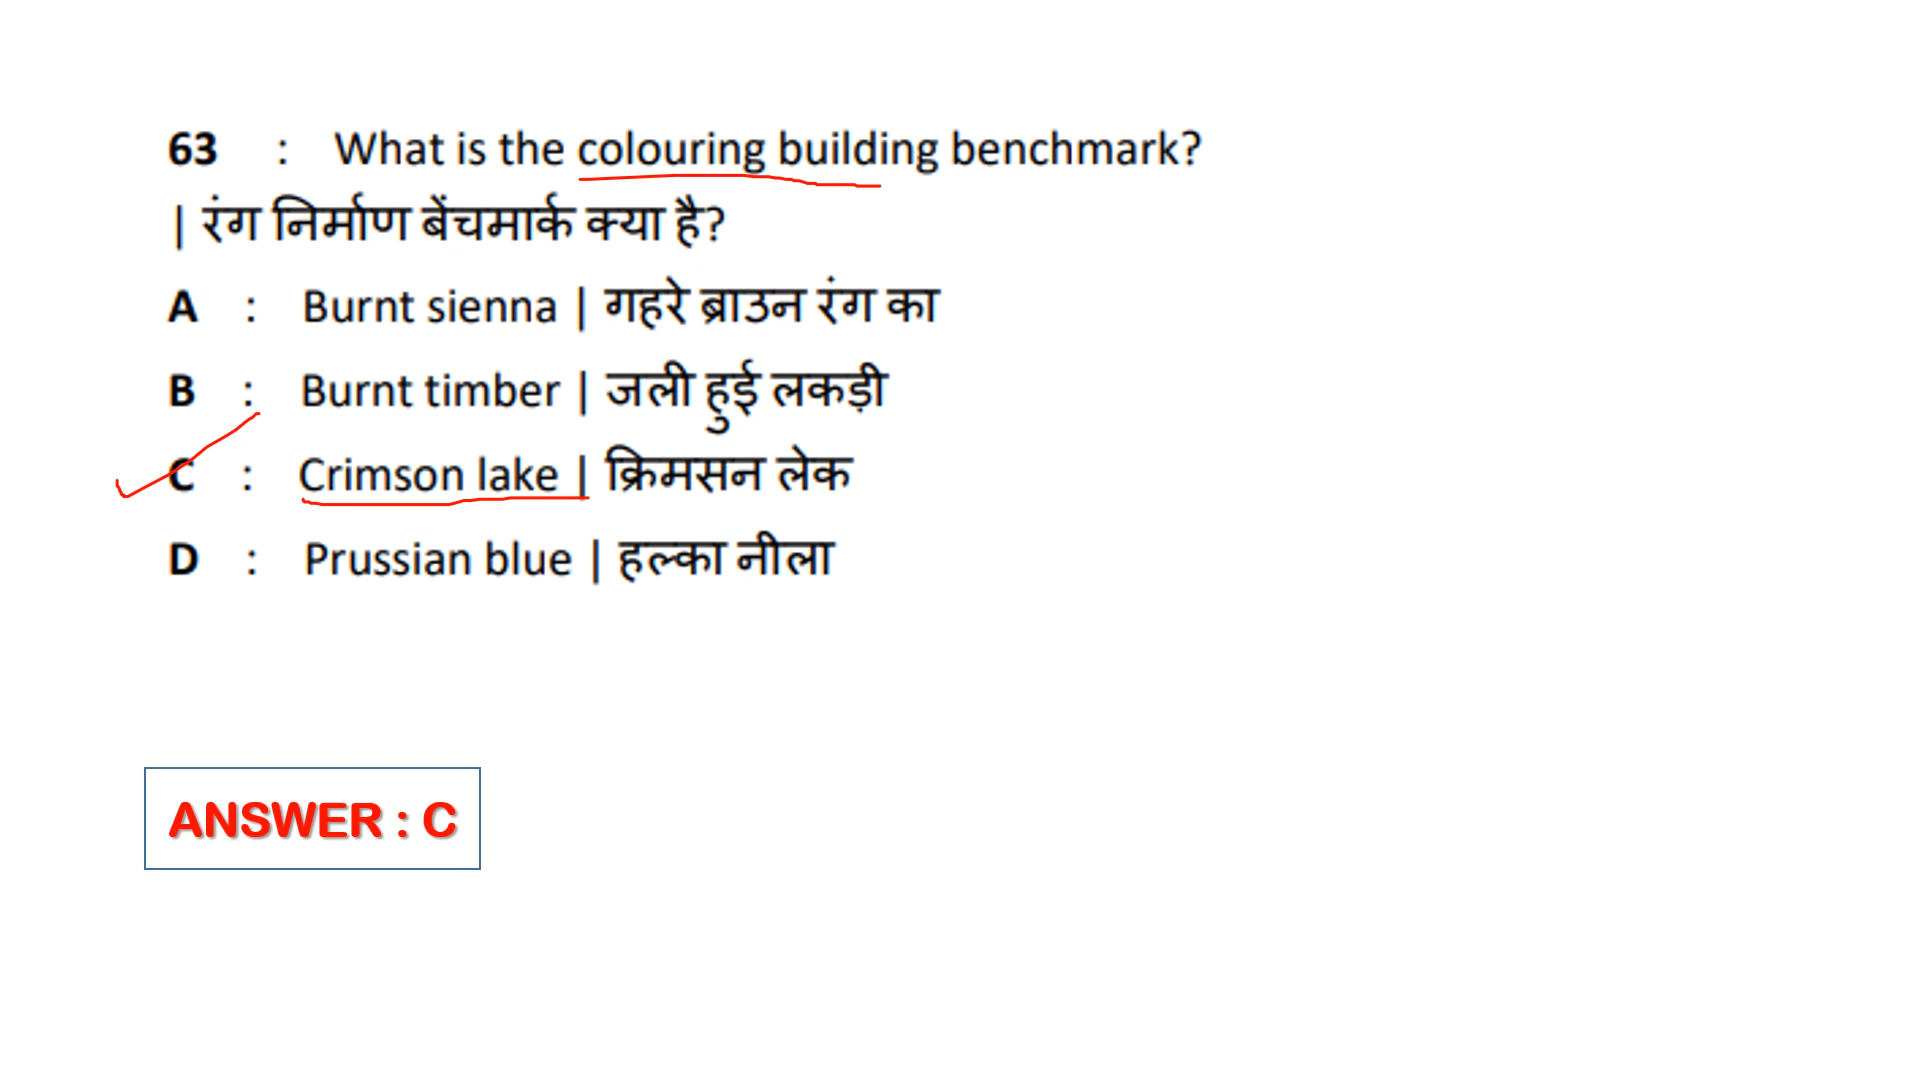 63 : What is the colouring building benchmark?
| रंग निर्माण बेंचमार्क क्या है?
A : Burnt sienna | गहरे ब्राउन रंग का
B : Burnt timber | जली हुई लकड़ी
C : Crimson lake | क्रिमसन लेक
D : Prussian blue | हल्का नीला
ANSWER : C